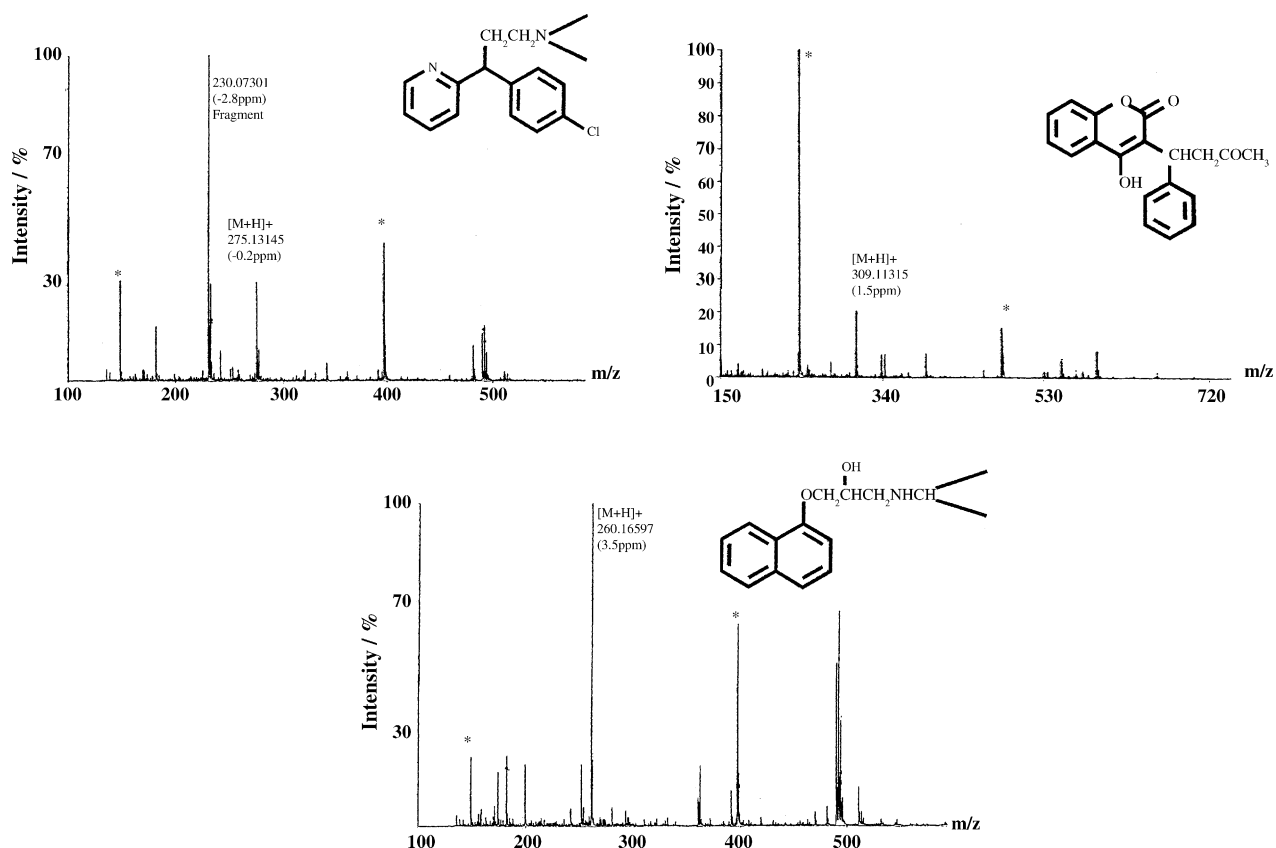 CH₂CH₂N
N
Cl
100
230.07301
(-2.8ppm)
Fragment
70
[M+H]+
275.13145
(-0.2ppm)
*
*
30
Intensity / %
m/z
100
200
300
400
500
100
*
90
80
70
60
50
40
30
20
10
0
Intensity / %
[M+H]+
309.11315
(1.5ppm)
*
O
O
CHCH₂COCH₃
OH
m/z
150
340
530
720
OH
OCH₂CHCH₂NHCH
100
[M+H]+
260.16597
(3.5ppm)
70
*
30
*
Intensity / %
m/z
100
200
300
400
500